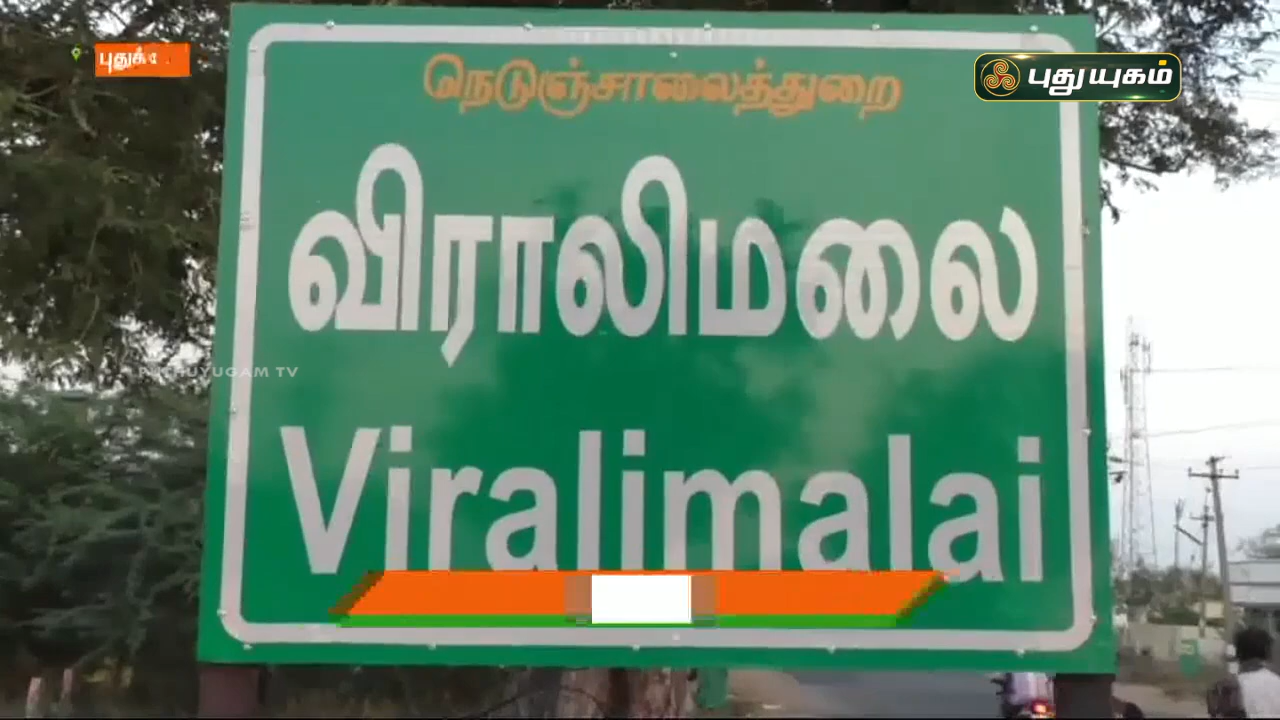 நெடுஞ்சாலைத்துறை
புதுயுகம்
விராலிமலை
PUTHUYUGAM TV
Viralimalai